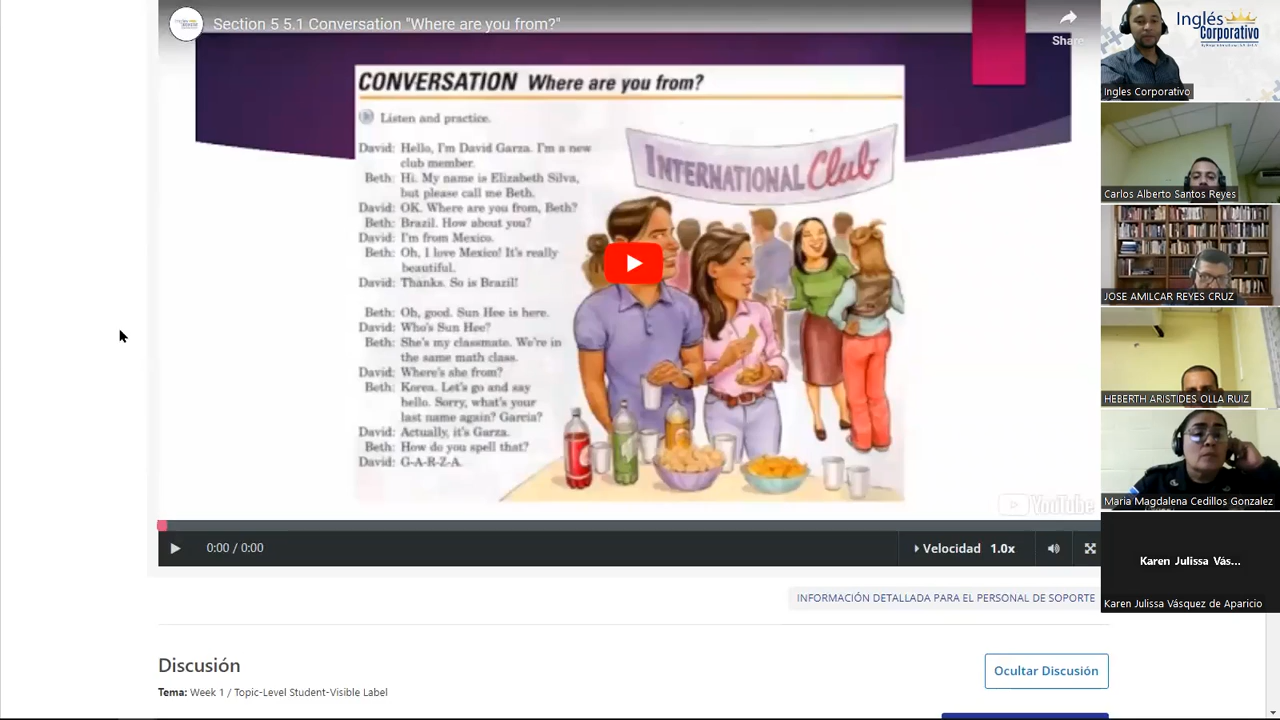 Section 5 5.1 Conversation "Where are you from?"
Share
CONVERSATION Where are you from?
Listen and practice.
David: Hello, I'm David Garza. I'm a new
club member.
Beth: Hi. My name is Elizabeth Silva,
but please call me Beth.
David: OK. Where are you from, Beth?
Beth: Brazil. How about you?
David: I'm from Mexico.
Beth: Oh, I love Mexico! It's really
beautiful.
David: Thanks. So is Brazil!
Beth: Oh, good. Sun Hee is here.
David: Who's Sun Hee?
Beth: She's my classmate. We're in
the same math class.
David: Where's she from?
Beth: Korea. Let's go and say
hello. Sorry, what's your
last name again? Garcia?
David: Actually, it's Garza.
Beth: How do you spell that?
David: G-A-R-Z-A.
INTERNATIONAL Club
YouTube
0:00 / 0:00
Velocidad 1.0x
INFORMACIÓN DETALLADA PARA EL PERSONAL DE SOPORTE
Discusión
Ocultar Discusión
Tema: Week 1 / Topic-Level Student-Visible Label
Inglés
Corporativo
Ingles Corporativo
Carlos Alberto Santos Reyes
JOSE AMILCAR REYES CRUZ
HEBERTH ARISTIDES OLLA RUIZ
Maria Magdalena Cedillos Gonzalez
Karen Julissa Vás...
Karen Julissa Vásquez de Aparicio